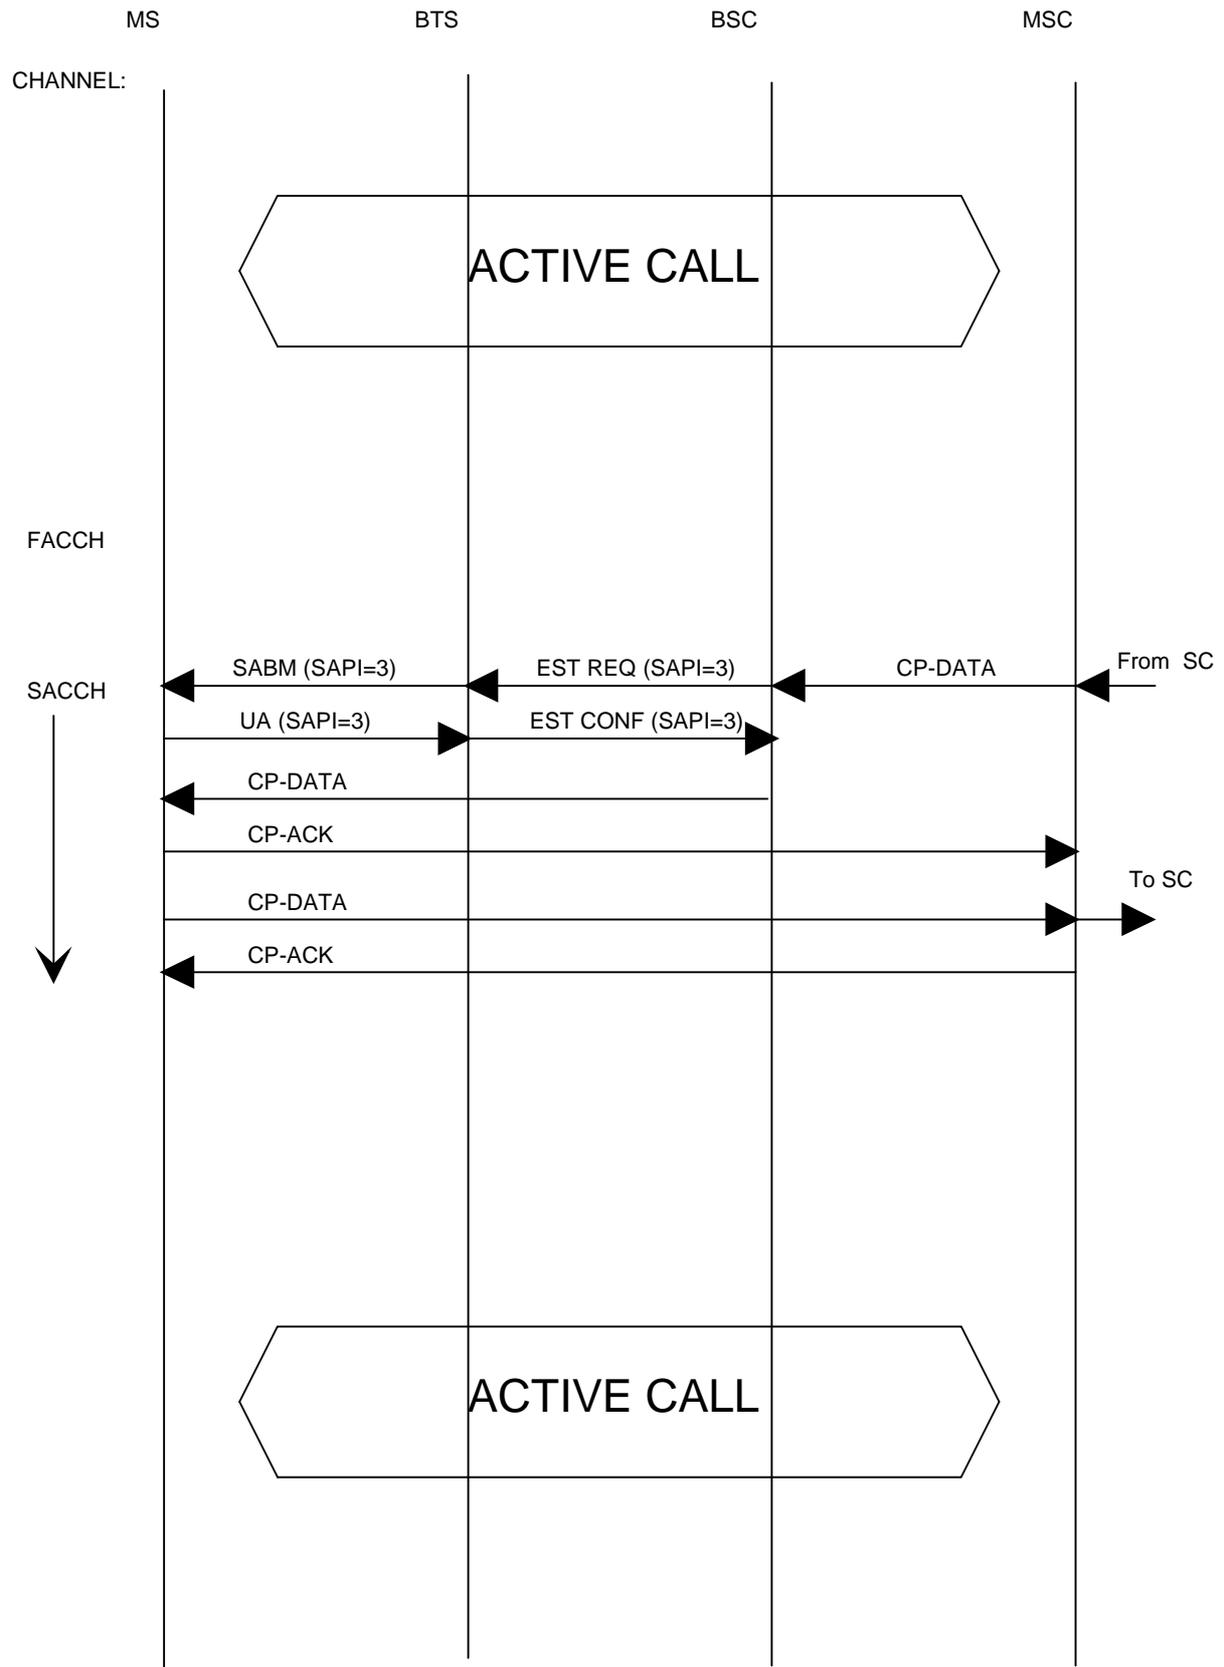 MS BTS BSC MSC
CHANNEL:
ACTIVE CALL
FACCH
SABM (SAPI=3) EST REQ (SAPI=3) CP-DATA From SC
SACCH
UA (SAPI=3) EST CONF (SAPI=3)
CP-DATA
CP-ACK
To SC
CP-DATA
CP-ACK
ACTIVE CALL